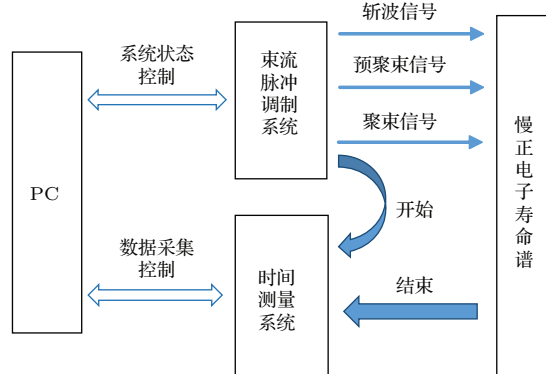 斩波信号
系统状态
控制
束流
脉冲
调制
系统
预聚束信号
聚束信号
PC
开始
慢正电子寿命谱
数据采集
控制
时间
测量
系统
结束